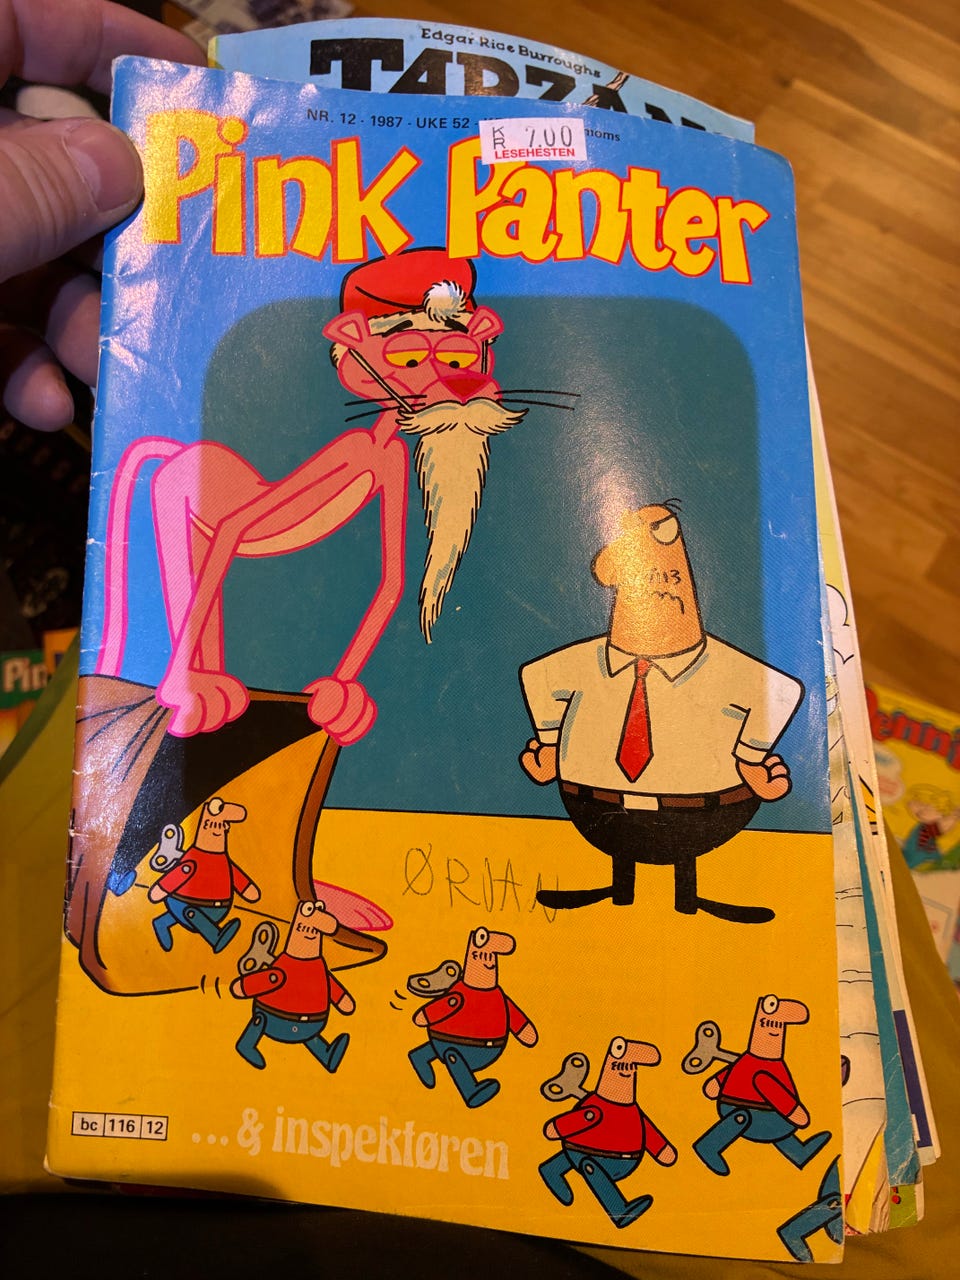 Edgar Rice Burroughs
TARZAN
NR. 12 · 1987 · UKE 52 ·
KR 7.00
LESEHESTEN
Pink Panter
ØRJAN
bc 116 12
...& inspektøren